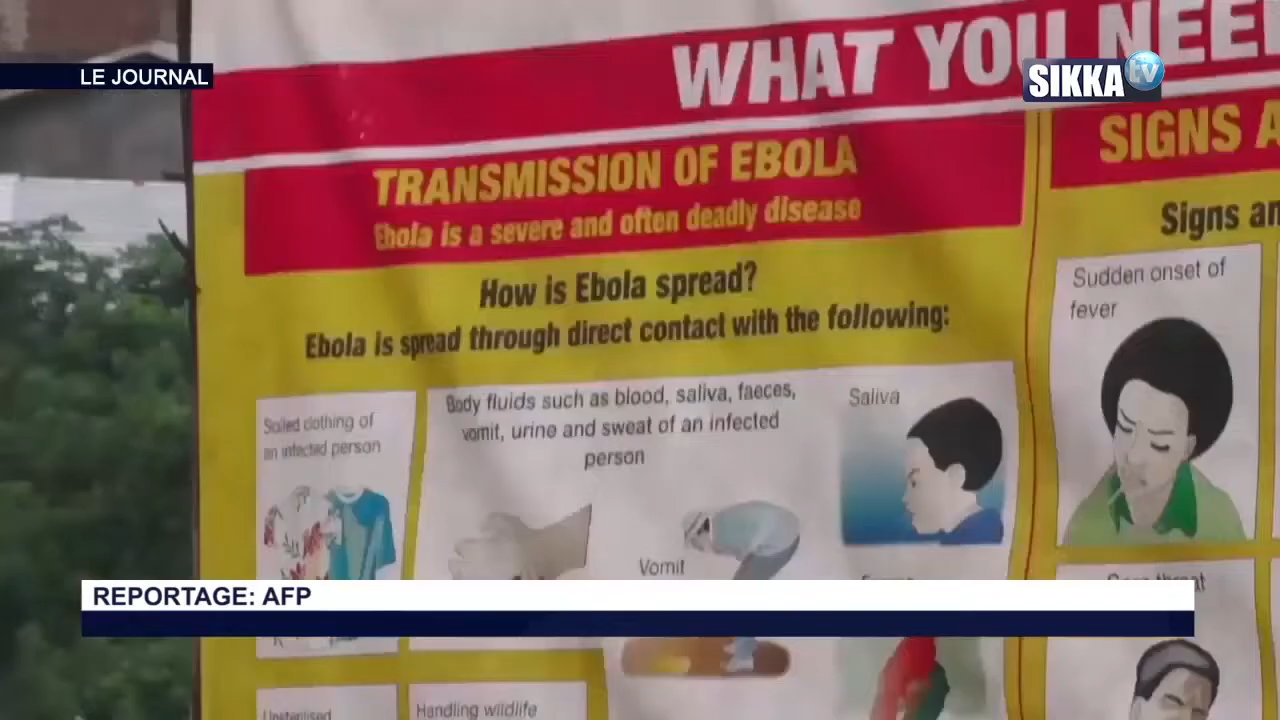 LE JOURNAL
SIKKA tv
WHAT YOU NEE
TRANSMISSION OF EBOLA
Ebola is a severe and often deadly disease
How is Ebola spread?
Ebola is spread through direct contact with the following:
Soiled clothing of
an infected person
Body fluids such as blood, saliva, faeces,
vomit, urine and sweat of an infected
person
Saliva
Vomit
SIGNS A
Signs an
Sudden onset of
fever
REPORTAGE: AFP
Unsterilised
Handling wildlife